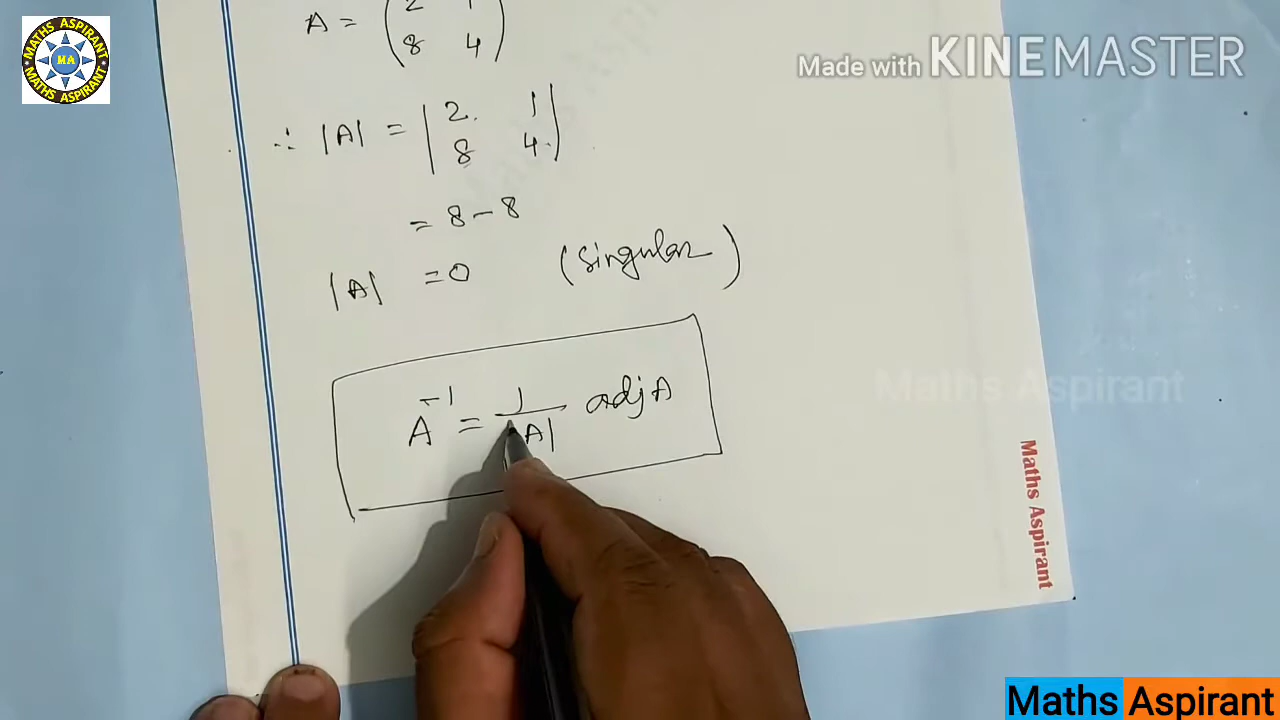 MATHS ASPIRANT
MA
MATHS ASPIRANT
Made with KINEMASTER
A = ( 2 1
8 4 )
∴ |A| = | 2. 1
8 4. |
= 8 - 8
|A| = 0 (Singular)
A⁻¹ = 1/|A| adj A
Maths Aspirant
Maths Aspirant
Maths Aspirant